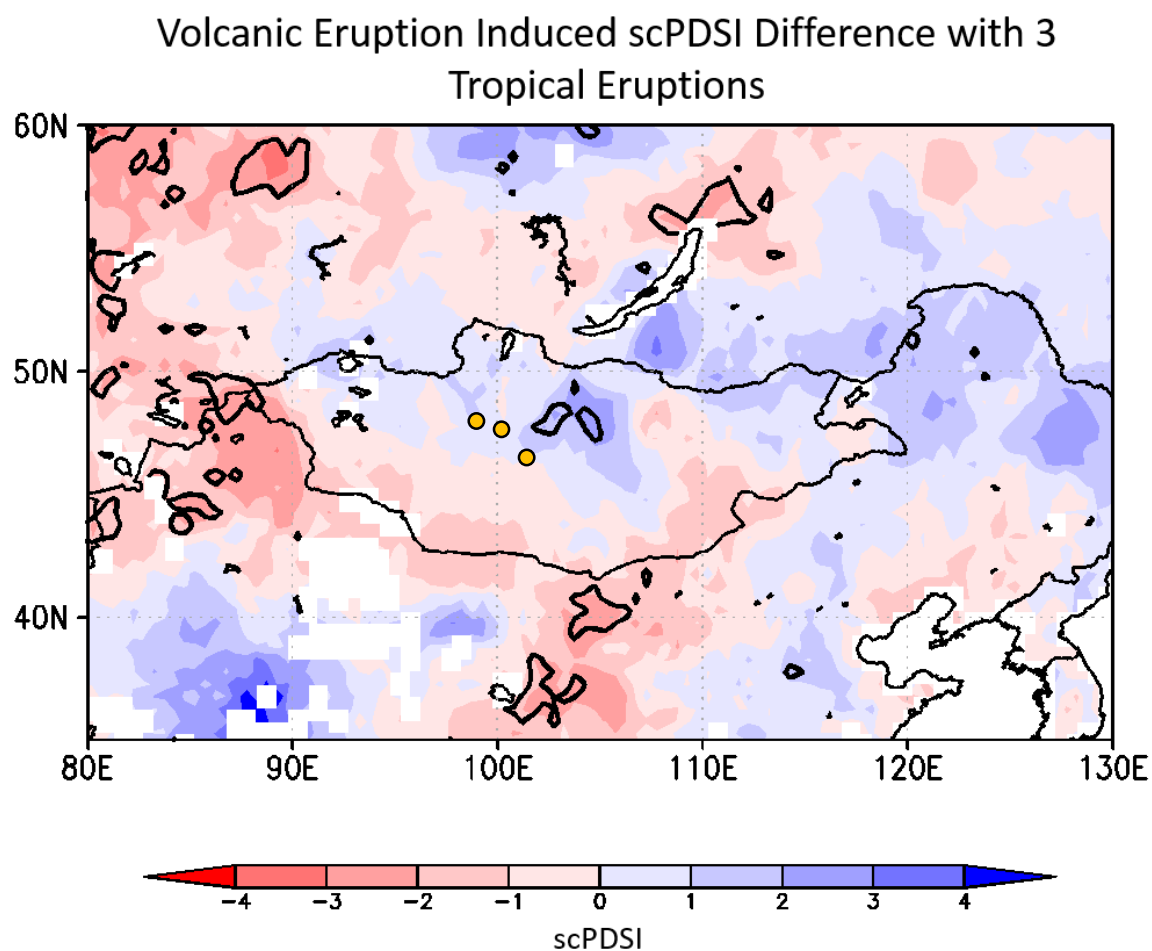 Volcanic Eruption Induced scPDSI Difference with 3
Tropical Eruptions
60N
50N
40N
80E 90E 100E 110E 120E 130E
-4 -3 -2 -1 0 1 2 3 4
scPDSI